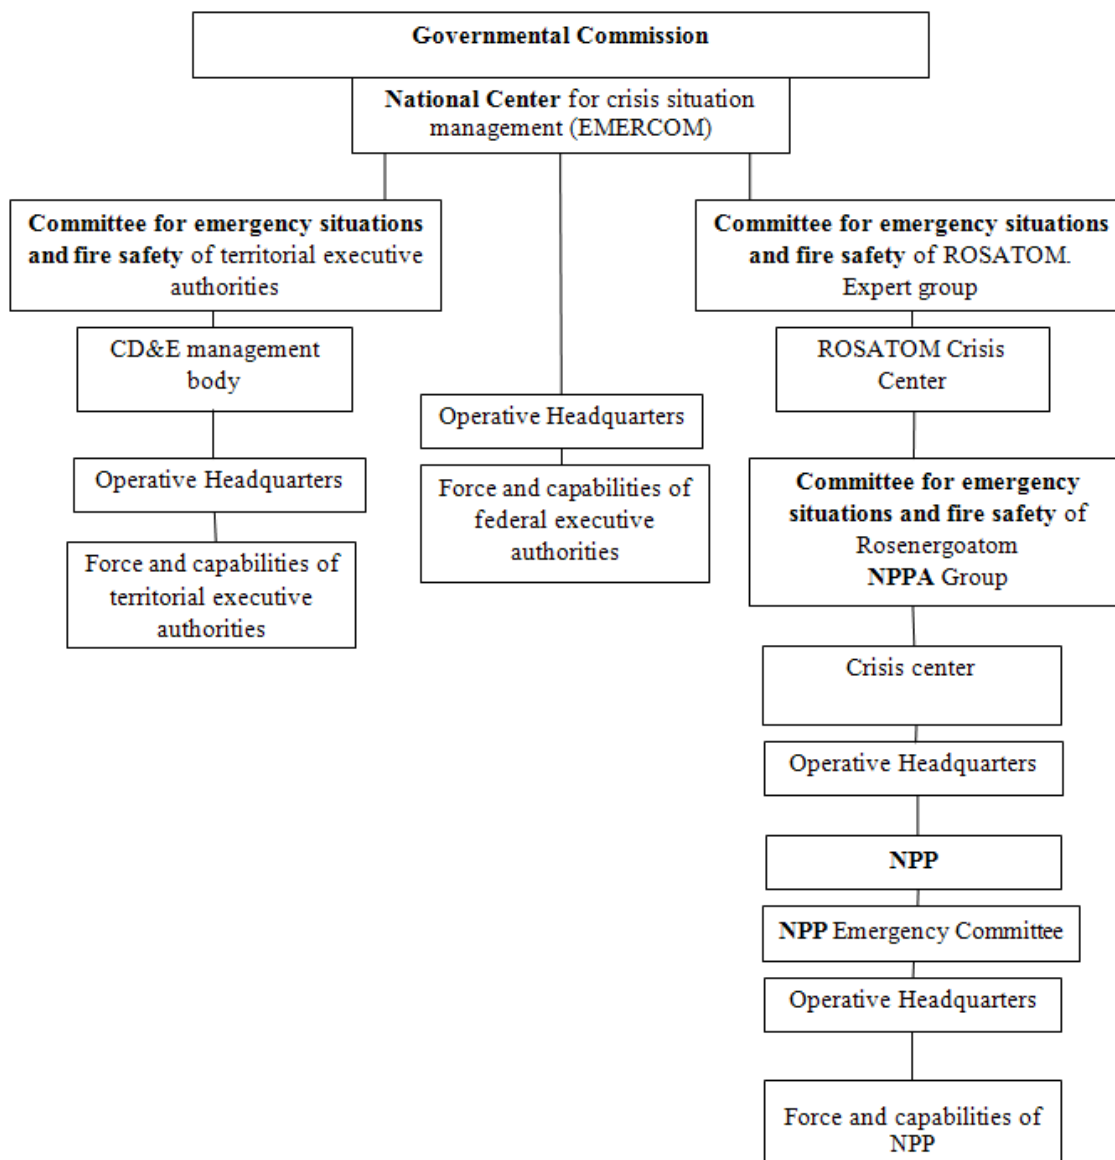 Governmental Commission
National Center for crisis situation
management (EMERCOM)
Committee for emergency situations
and fire safety of territorial executive
authorities
CD&E management
body
Operative Headquarters
Force and capabilities of
territorial executive
authorities
Operative Headquarters
Force and capabilities of
federal executive
authorities
Committee for emergency situations
and fire safety of ROSATOM.
Expert group
ROSATOM Crisis
Center
Committee for emergency
situations and fire safety of
Rosenergoatom
NPPA Group
Crisis center
Operative Headquarters
NPP
NPP Emergency Committee
Operative Headquarters
Force and capabilities of
NPP